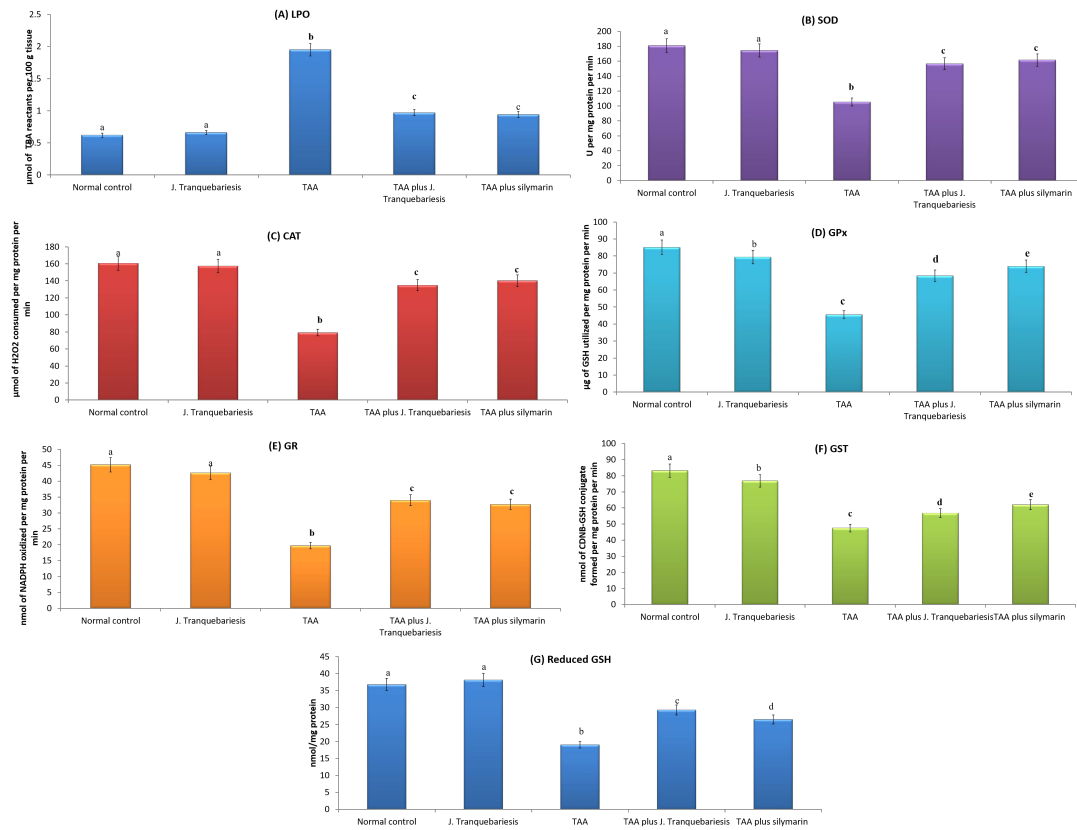 (A) LPO
µmol of TBA reactants per 100 g tissue
2.5
2
1.5
1
0.5
0
a
a
b
c
c
Normal control
J. Tranquebariesis
TAA
TAA plus J.
Tranquebariesis
TAA plus silymarin
(B) SOD
U per mg protein per min
200
180
160
140
120
100
80
60
40
20
0
a
a
b
c
c
Normal control
J. Tranquebariesis
TAA
TAA plus J.
Tranquebariesis
TAA plus silymarin
(C) CAT
µmol of H2O2 consumed per mg protein per
min
180
160
140
120
100
80
60
40
20
0
a
a
b
c
c
Normal control
J. Tranquebariesis
TAA
TAA plus J. Tranquebariesis
TAA plus silymarin
(D) GPx
µg of GSH utilized per mg protein per min
100
90
80
70
60
50
40
30
20
10
0
a
b
c
d
e
Normal control
J. Tranquebariesis
TAA
TAA plus J.
Tranquebariesis
TAA plus silymarin
(E) GR
nmol of NADPH oxidized per mg protein per
min
50
45
40
35
30
25
20
15
10
5
0
a
a
b
c
c
Normal control
J. Tranquebariesis
TAA
TAA plus J.
Tranquebariesis
TAA plus silymarin
(F) GST
nmol of CDNB-GSH conjugate
formed per mg protein per min
100
90
80
70
60
50
40
30
20
10
0
a
b
c
d
e
Normal control
J. Tranquebariesis
TAA
TAA plus J. Tranquebariesis
TAA plus silymarin
(G) Reduced GSH
nmol/mg protein
45
40
35
30
25
20
15
10
5
0
a
a
b
c
d
Normal control
J. Tranquebariesis
TAA
TAA plus J. Tranquebariesis
TAA plus silymarin